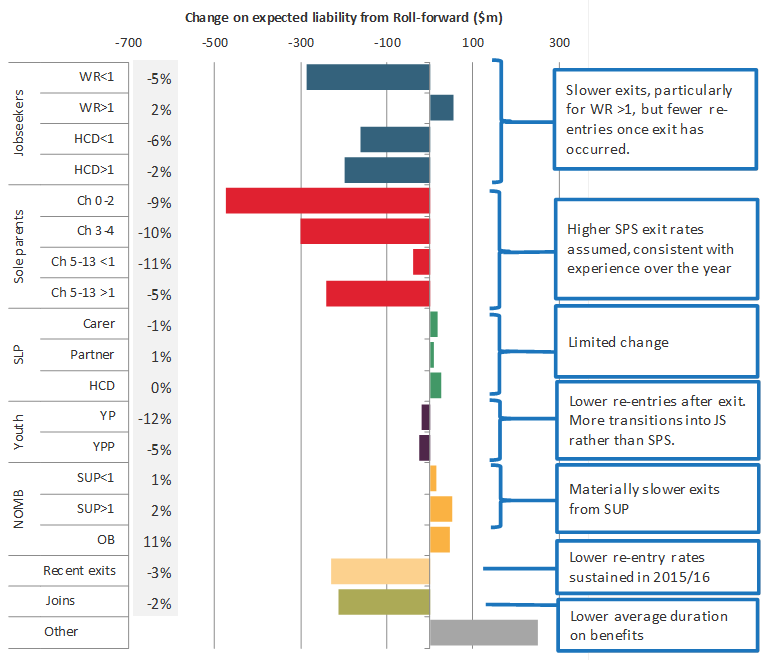 Change on expected liability from Roll-forward ($m)
-700 -500 -300 -100 100 300
Jobseekers
WR<1 -5%
WR>1 2%
HCD<1 -6%
HCD>1 -2%
Slower exits, particularly
for WR >1, but fewer re-
entries once exit has
occurred.
Sole parents
Ch 0-2 -9%
Ch 3-4 -10%
Ch 5-13 <1 -11%
Ch 5-13 >1 -5%
Higher SPS exit rates
assumed, consistent with
experience over the year
SLP
Carer -1%
Partner 1%
HCD 0%
Limited change
Youth
YP -12%
YPP -5%
Lower re-entries after exit.
More transitions into JS
rather than SPS.
NOMB
SUP<1 1%
SUP>1 2%
OB 11%
Materially slower exits
from SUP
Recent exits -3%
Lower re-entry rates
sustained in 2015/16
Joins -2%
Lower average duration
on benefits
Other